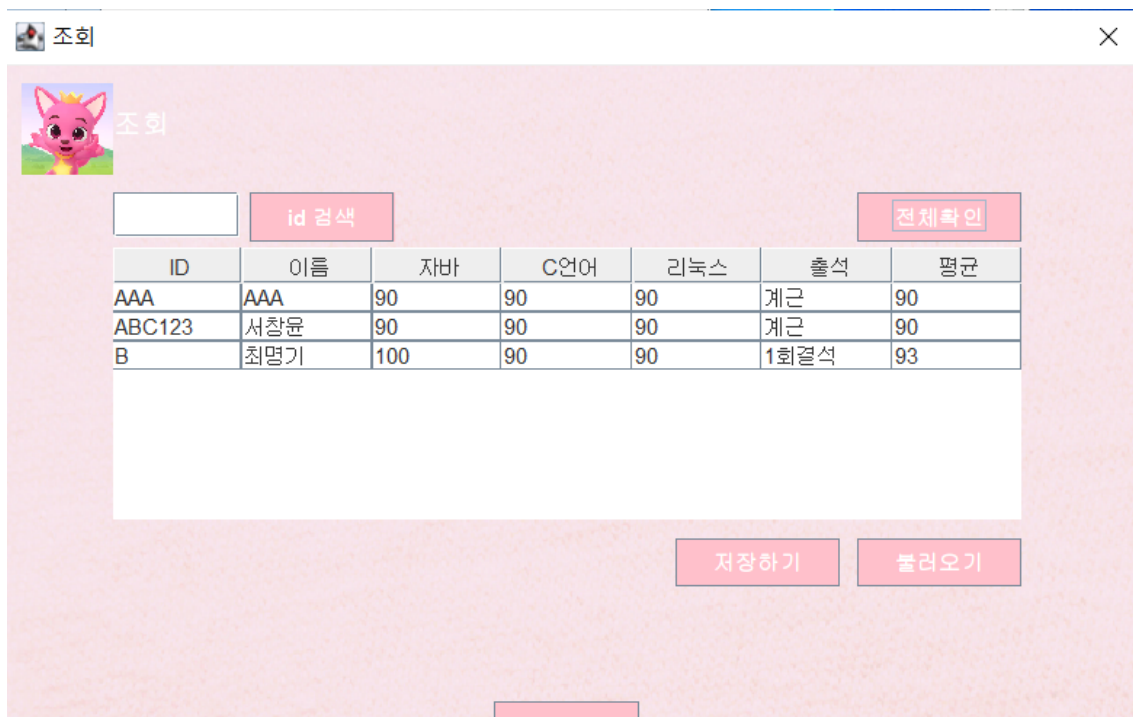 조회
조회
id 검색 전체확인
ID 이름 자바 C언어 리눅스 출석 평균
AAA AAA 90 90 90 계근 90
ABC123 서창윤 90 90 90 계근 90
B 최명기 100 90 90 1회결석 93
저장하기 불러오기